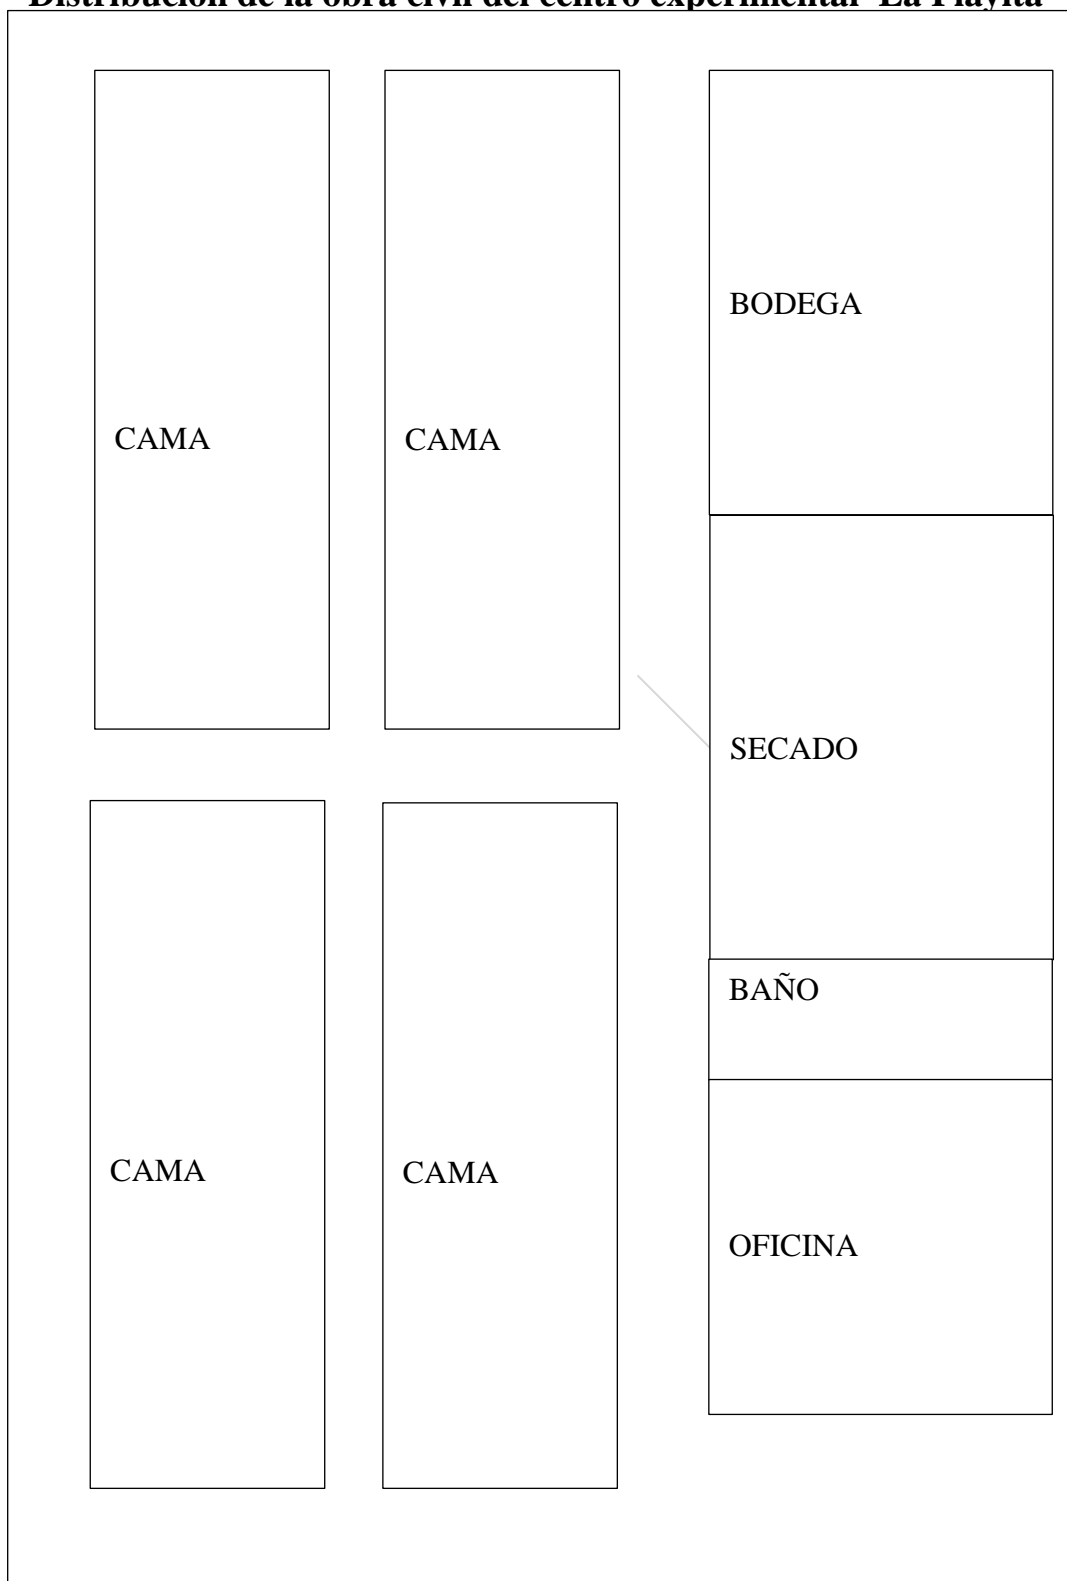 Distribución de la obra civil del centro experimental La Playita
BODEGA
CAMA
CAMA
SECADO
BAÑO
CAMA
CAMA
OFICINA